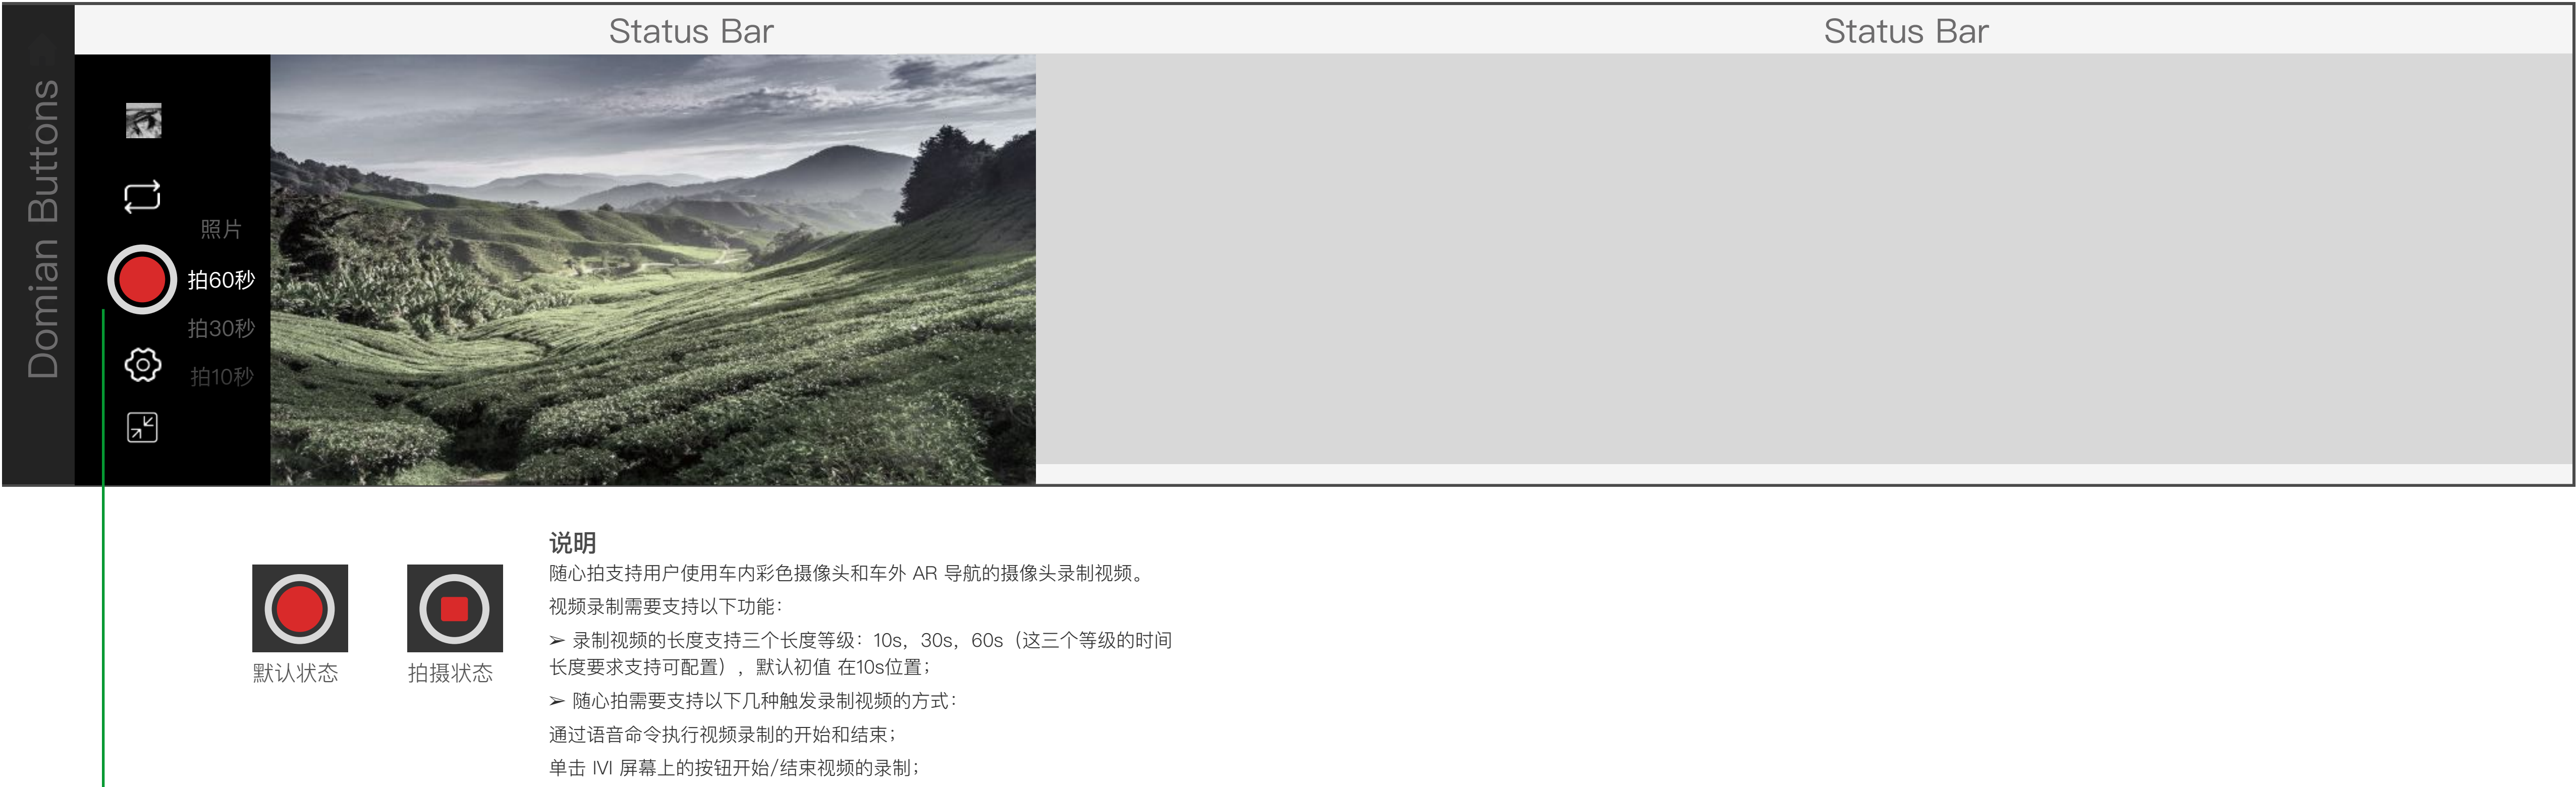 Status Bar
Status Bar
Domian Buttons
照片
拍60秒
拍30秒
拍10秒
默认状态
拍摄状态
说明
随心拍支持用户使用车内彩色摄像头和车外 AR 导航的摄像头录制视频。
视频录制需要支持以下功能：
➢ 录制视频的长度支持三个长度等级：10s，30s，60s（这三个等级的时间
长度要求支持可配置），默认初值 在10s位置；
➢ 随心拍需要支持以下几种触发录制视频的方式：
通过语音命令执行视频录制的开始和结束；
单击 IVI 屏幕上的按钮开始/结束视频的录制；